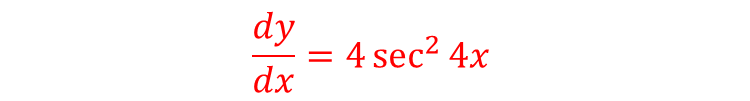 dy/dx = 4 sec² 4x